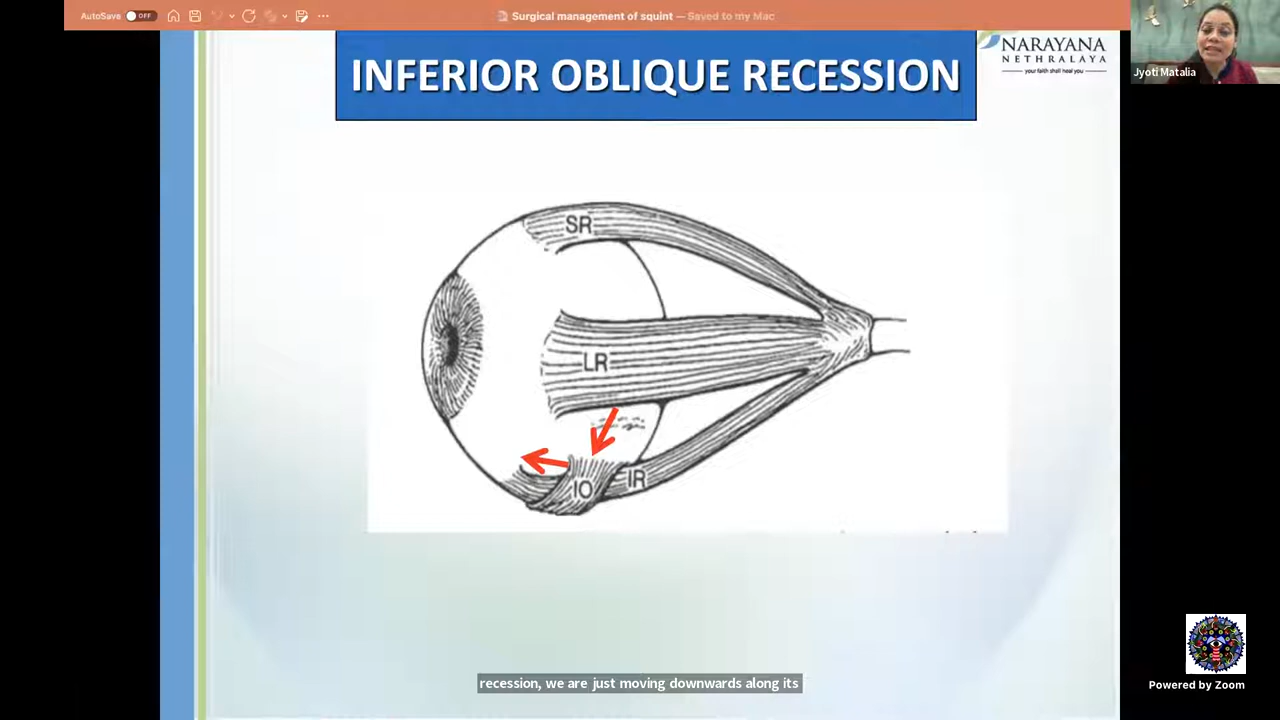 AutoSave OFF
Surgical management of squint — Saved to my Mac
Jyoti Matalia
INFERIOR OBLIQUE RECESSION
NARAYANA
NETHRALAYA
your faith shall heal you
SR
LR
IO
IR
recession, we are just moving downwards along its
Powered by Zoom